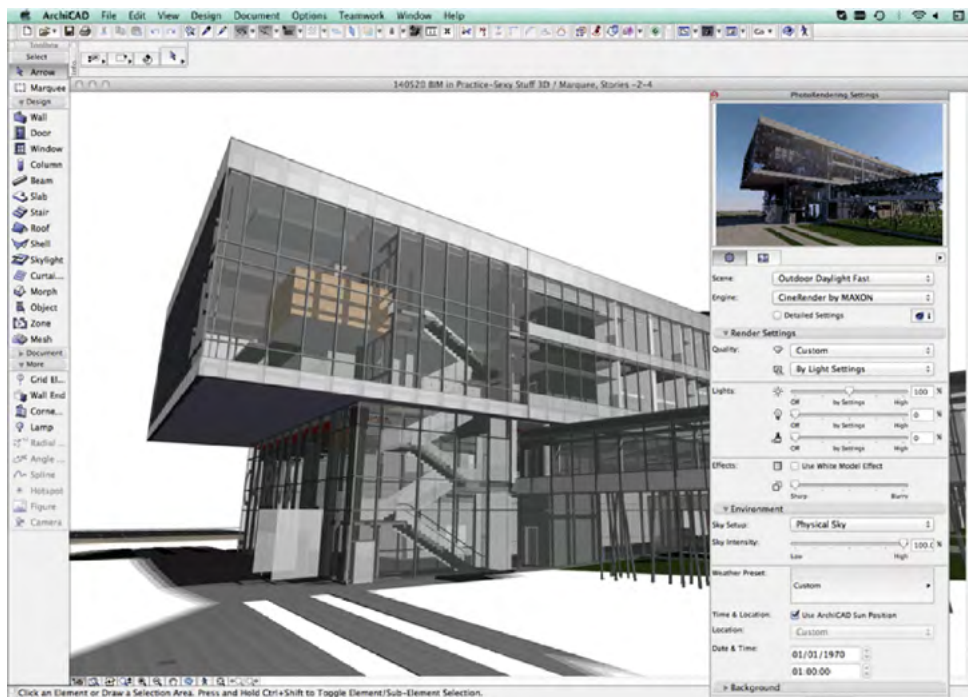 ArchiCAD File Edit View Design Document Options Teamwork Window Help
Toolbox
Select
Arrow
Marquee
Design
Wall
Door
Window
Column
Beam
Slab
Stair
Roof
Shell
Skylight
Curtai...
Morph
Object
Zone
Mesh
Document
More
Grid El...
Wall End
Corne...
Lamp
Radial ...
Angle ...
Spline
Hotspot
Figure
Camera
140520 BIM in Practice-Sexy Stuff 3D / Marquee, Stories -2-4
PhotoRendering Settings
Scene: Outdoor Daylight Fast
Engine: CineRender by MAXON
Detailed Settings
Render Settings
Quality: Custom
By Light Settings
Lights: 100 %
Off by Settings High
0 %
Off by Settings High
0 %
Off by Settings High
Effects: Use White Model Effect
Sharp Blurry
Environment
Sky Setup: Physical Sky
Sky Intensity: 100.0 %
Low High
Weather Preset:
Custom
Time & Location: Use ArchiCAD Sun Position
Location: Custom
Date & Time: 01/01/1970
01:00:00
Background
Click an Element or Draw a Selection Area. Press and Hold Ctrl+Shift to Toggle Element/Sub-Element Selection.